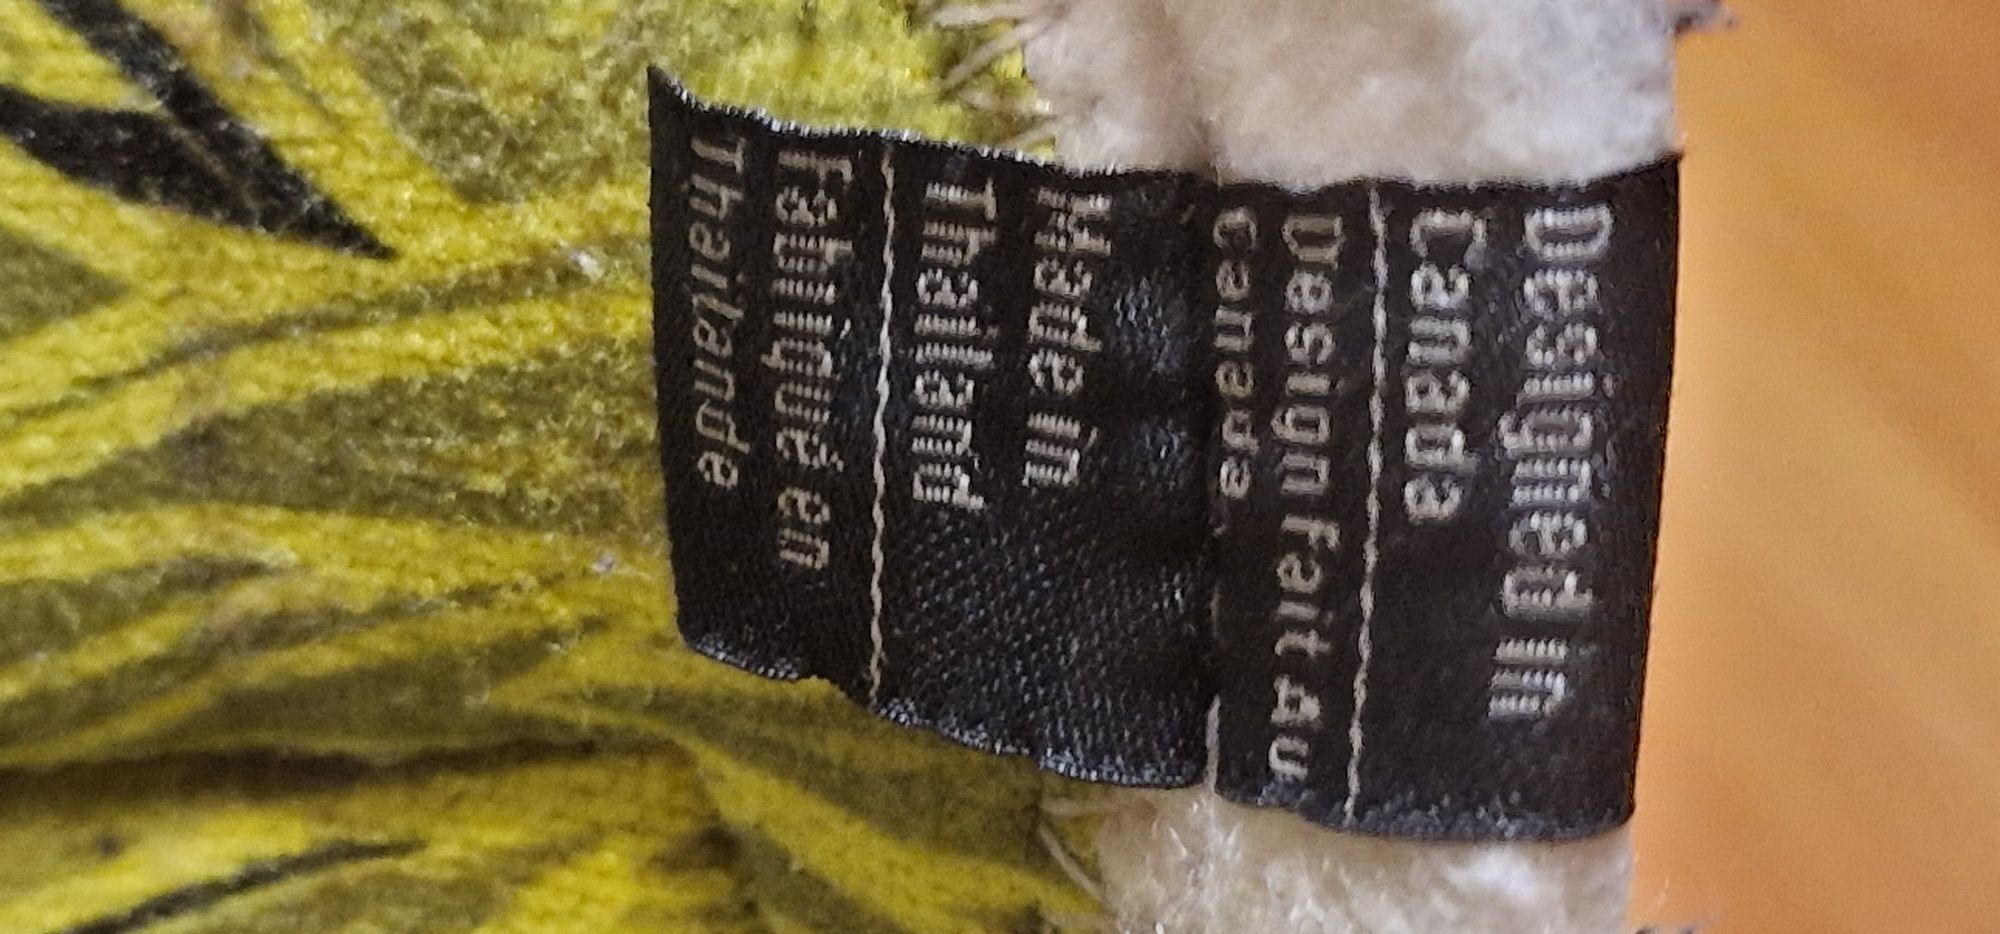 Designed in
Canada
Design Fait au
canada
Made in
Thailand
Fabriqué en
Thaïlande